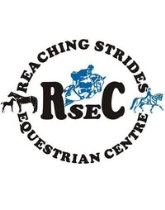 REACHING STRIDES
RSEC
EQUESTRIAN CENTRE